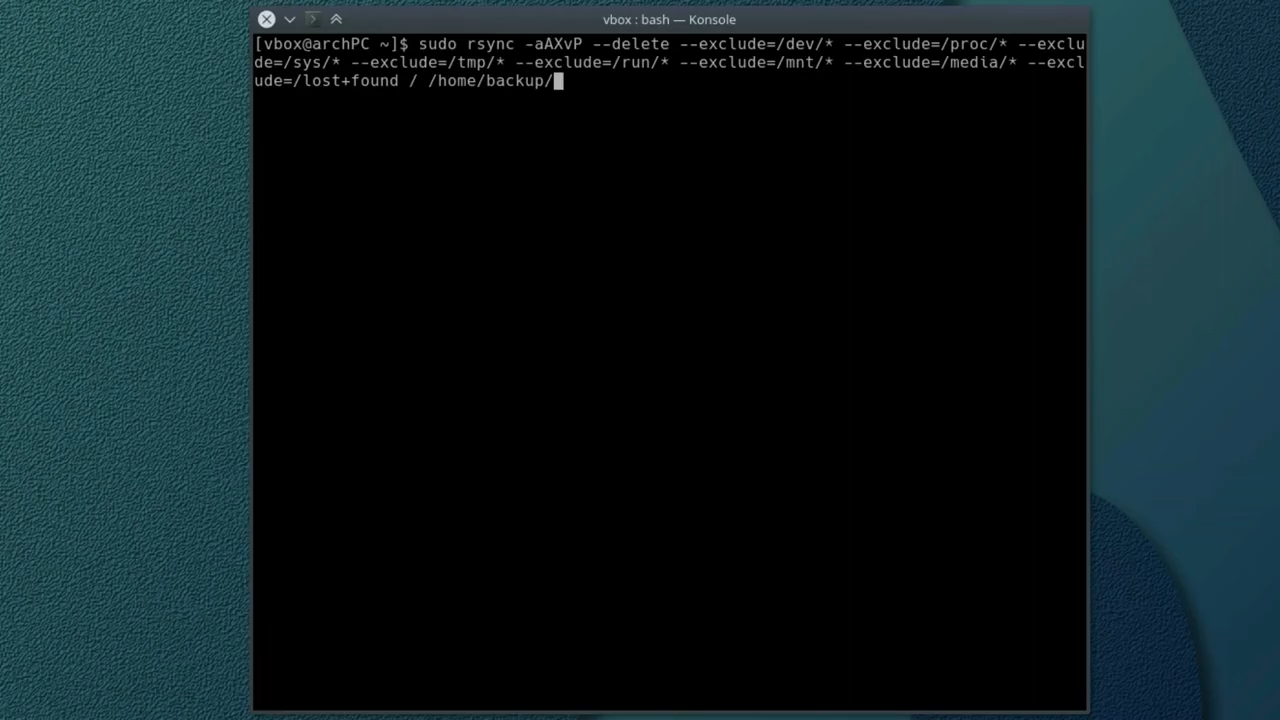 vbox : bash — Konsole
[vbox@archPC ~]$ sudo rsync -aAXvP --delete --exclude=/dev/* --exclude=/proc/* --exclu
de=/sys/* --exclude=/tmp/* --exclude=/run/* --exclude=/mnt/* --exclude=/media/* --excl
ude=/lost+found / /home/backup/